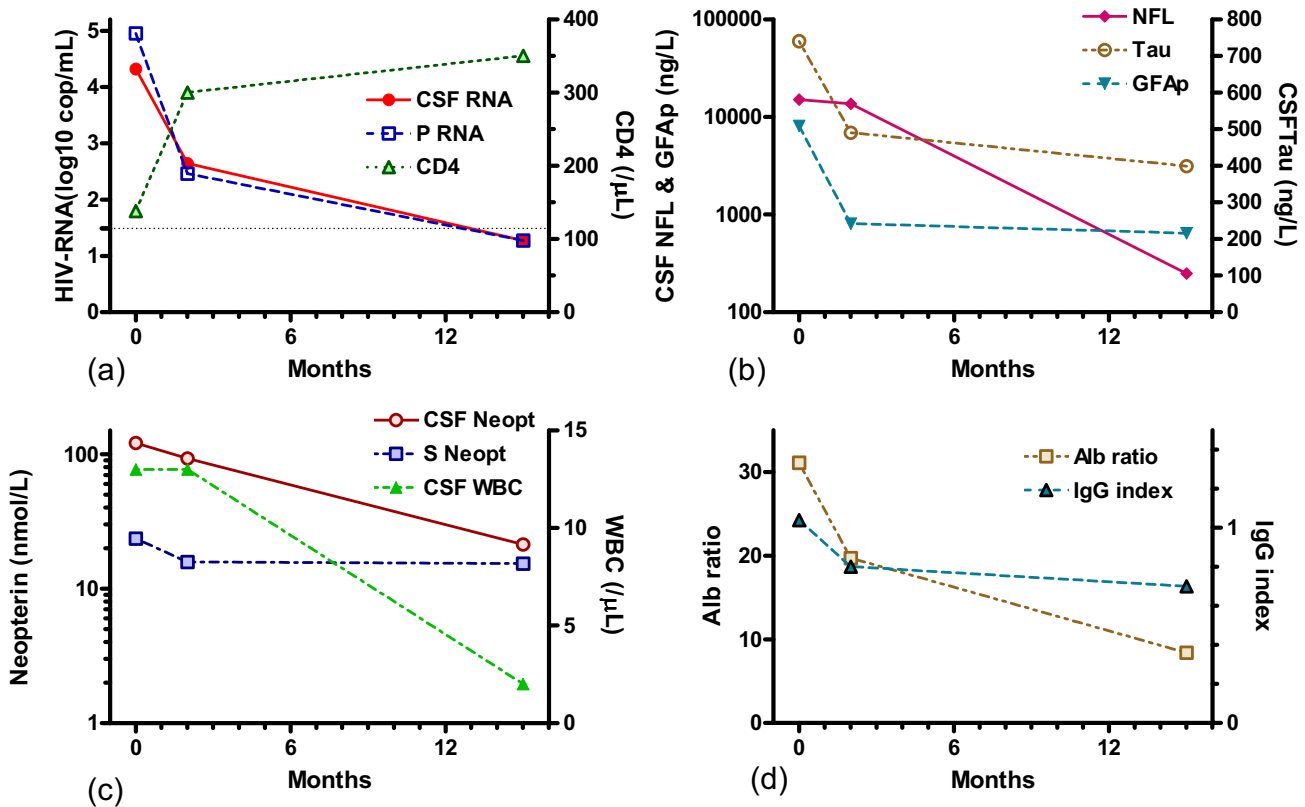 HIV-RNA(log10 cop/mL)
5
4
3
2
1
0
400
300
200
100
0
CD4 (/μL)
CSF RNA
P RNA
CD4
0 6 12
Months
(a)
CSF NFL & GFAp (ng/L)
100000
10000
1000
100
800
700
600
500
400
300
200
100
0
CSFTau (ng/L)
NFL
Tau
GFAp
0 6 12
Months
(b)
Neopterin (nmol/L)
100
10
1
15
10
5
0
WBC (/μL)
CSF Neopt
S Neopt
CSF WBC
0 6 12
Months
(c)
Alb ratio
30
20
10
0
1
0
IgG index
Alb ratio
IgG index
0 6 12
Months
(d)